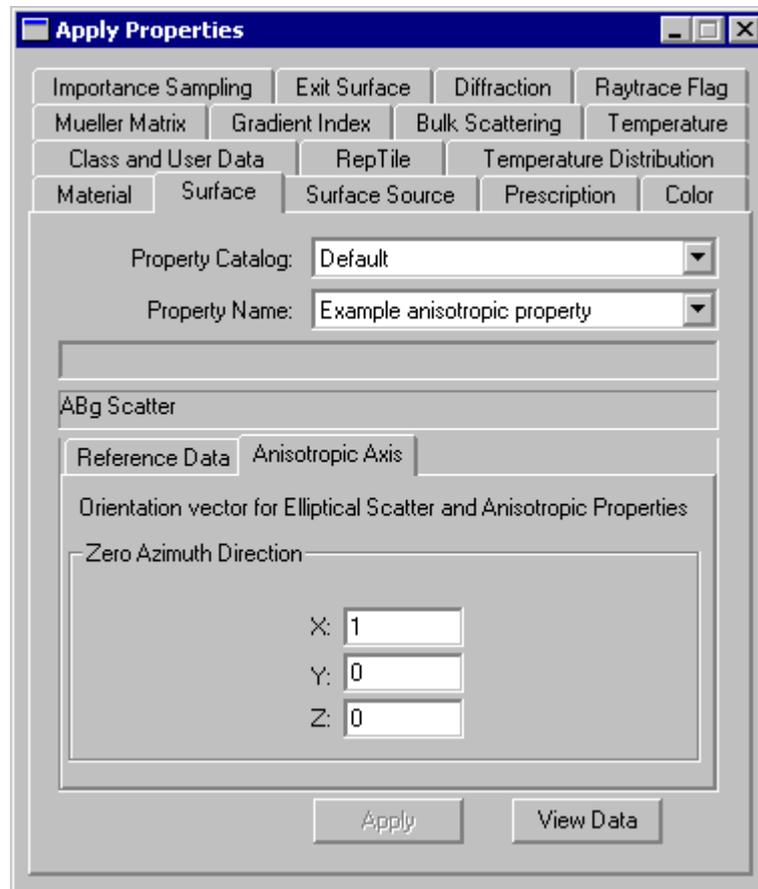 Apply Properties
Importance Sampling Exit Surface Diffraction Raytrace Flag
Mueller Matrix Gradient Index Bulk Scattering Temperature
Class and User Data RepTile Temperature Distribution
Material Surface Surface Source Prescription Color
Property Catalog: Default
Property Name: Example anisotropic property
ABg Scatter
Reference Data Anisotropic Axis
Orientation vector for Elliptical Scatter and Anisotropic Properties
Zero Azimuth Direction
X: 1
Y: 0
Z: 0
Apply View Data